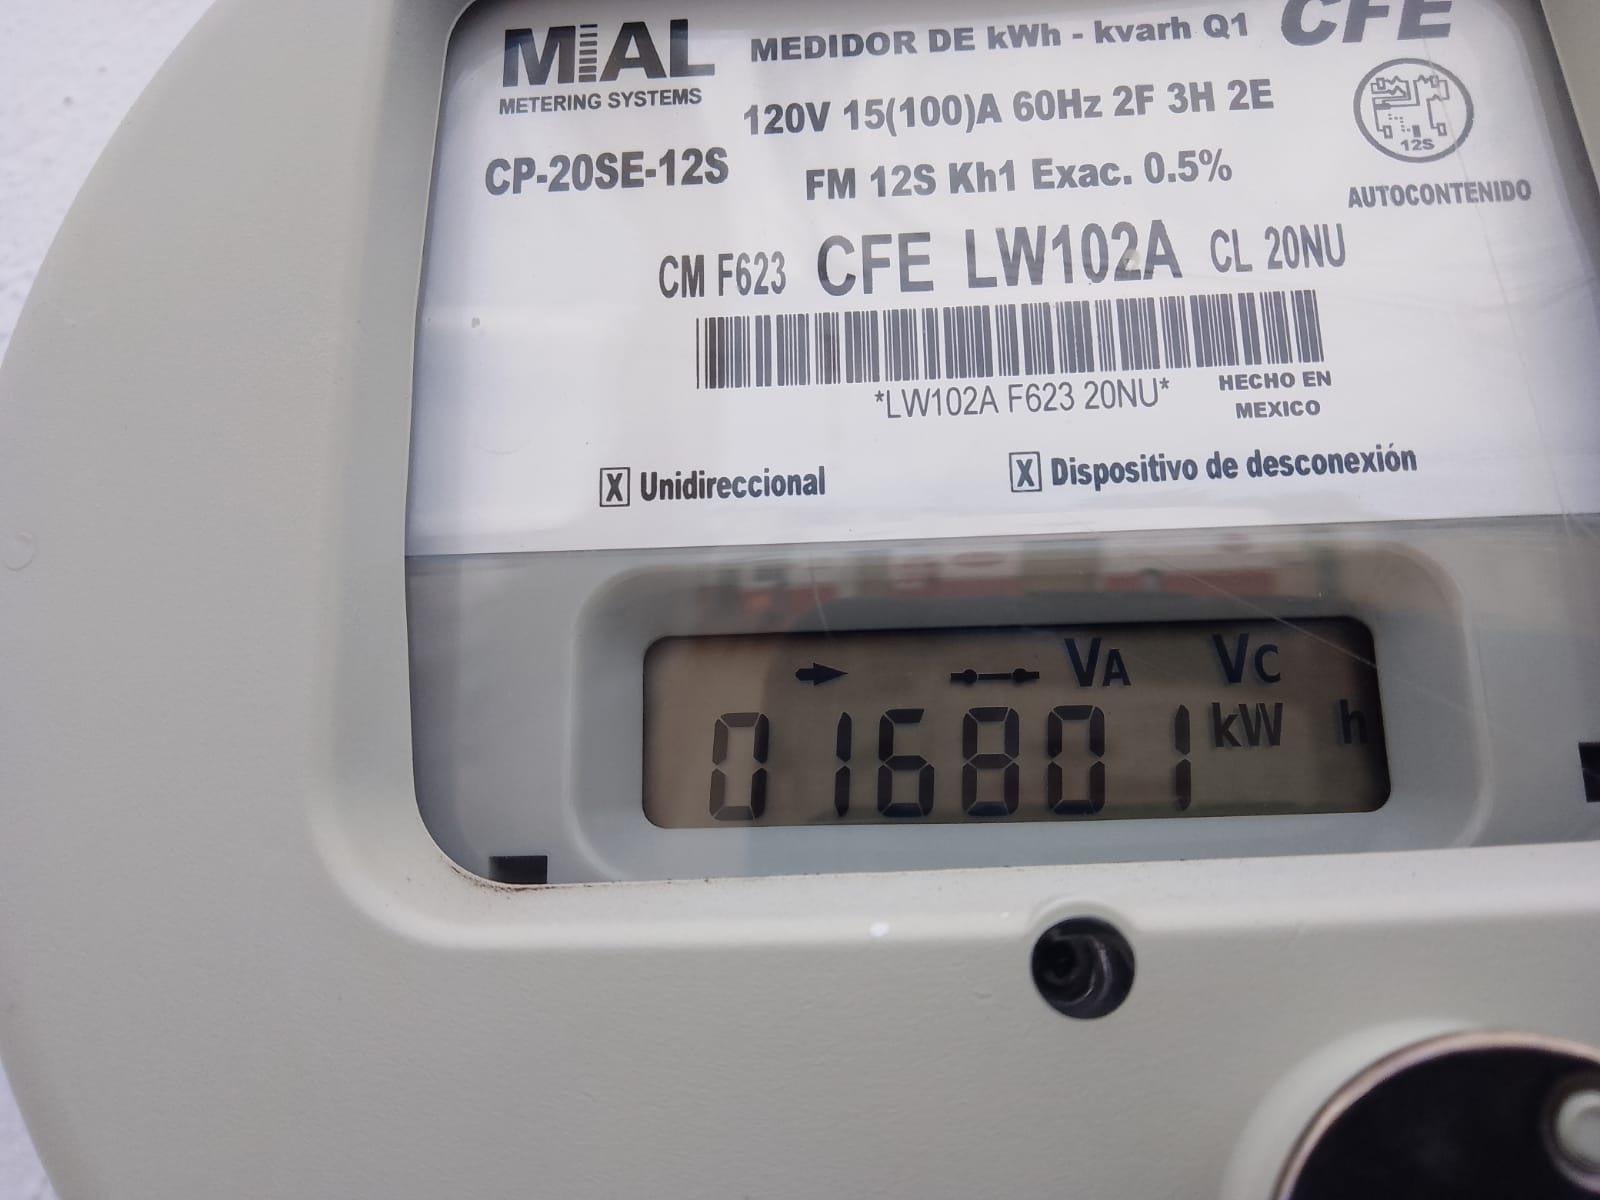 MIAL
METERING SYSTEMS
MEDIDOR DE kWh - kvarh Q1
CFE
120V 15(100)A 60Hz 2F 3H 2E
CP-20SE-12S
FM 12S Kh1 Exac. 0.5%
12S
AUTOCONTENIDO
CM F623 CFE LW102A CL 20NU
*LW102A F623 20NU*
HECHO EN
MEXICO
X Unidireccional
X Dispositivo de desconexión
VA VC
016801 kW h